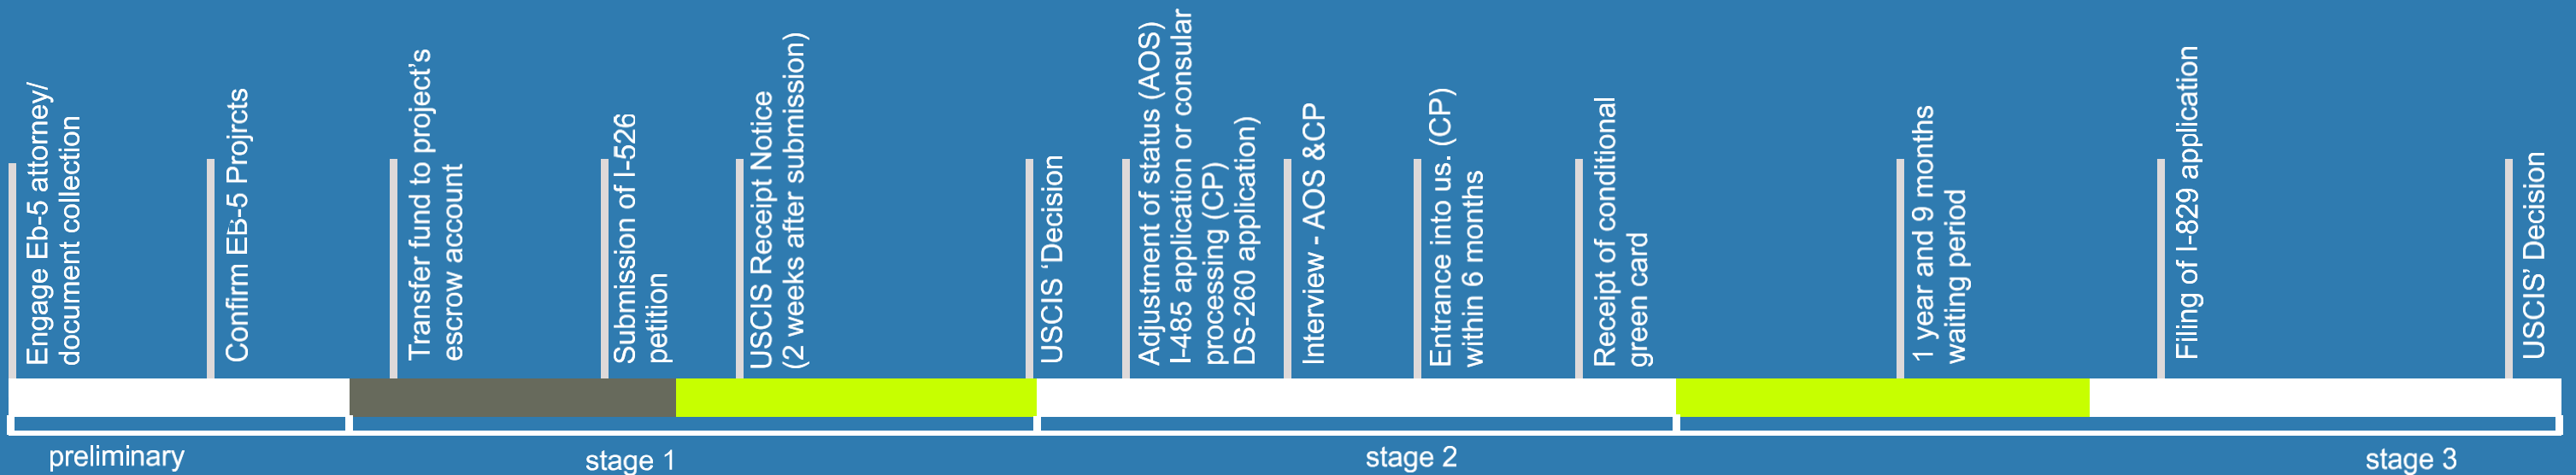 Engage Eb-5 attorney/
document collection
Confirm EB-5 Projrcts
Transfer fund to project's
escrow account
Submission of I-526
petition
USCIS Receipt Notice
(2 weeks after submission)
USCIS ‘Decision
Adjustment of status (AOS)
I-485 application or consular
processing (CP)
DS-260 application)
Interview - AOS &CP
Entrance into us. (CP)
within 6 months
Receipt of conditional
green card
1 year and 9 months
waiting period
Filing of I-829 application
USCIS’ Decision
preliminary
stage 1
stage 2
stage 3